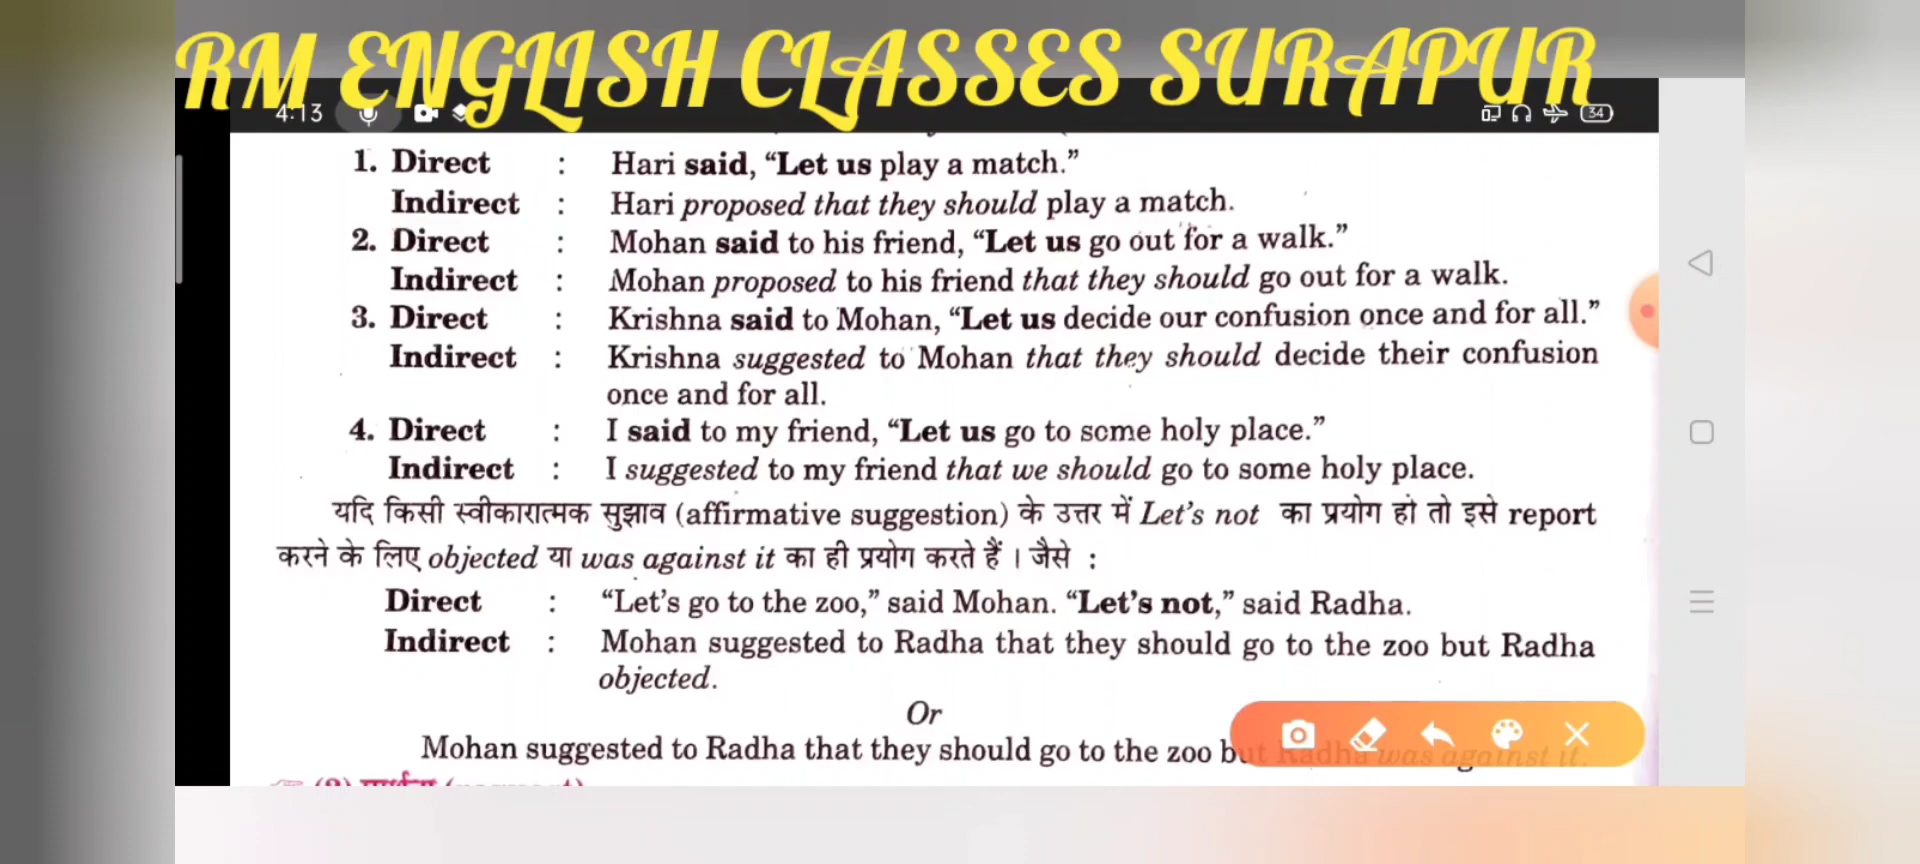 RM ENGLISH CLASSES SURAPUR
4:13 34
1. Direct : Hari said, “Let us play a match.”
Indirect : Hari proposed that they should play a match.
2. Direct : Mohan said to his friend, “Let us go out for a walk.”
Indirect : Mohan proposed to his friend that they should go out for a walk.
3. Direct : Krishna said to Mohan, “Let us decide our confusion once and for all.”
Indirect : Krishna suggested to Mohan that they should decide their confusion
once and for all.
4. Direct : I said to my friend, “Let us go to some holy place.”
Indirect : I suggested to my friend that we should go to some holy place.
यदि किसी स्वीकारात्मक सुझाव (affirmative suggestion) के उत्तर में Let’s not का प्रयोग हो तो इसे report
करने के लिए objected या was against it का ही प्रयोग करते हैं । जैसे :
Direct : “Let’s go to the zoo,” said Mohan. “Let’s not,” said Radha.
Indirect : Mohan suggested to Radha that they should go to the zoo but Radha
objected.
Or
Mohan suggested to Radha that they should go to the zoo but Radha was against it.